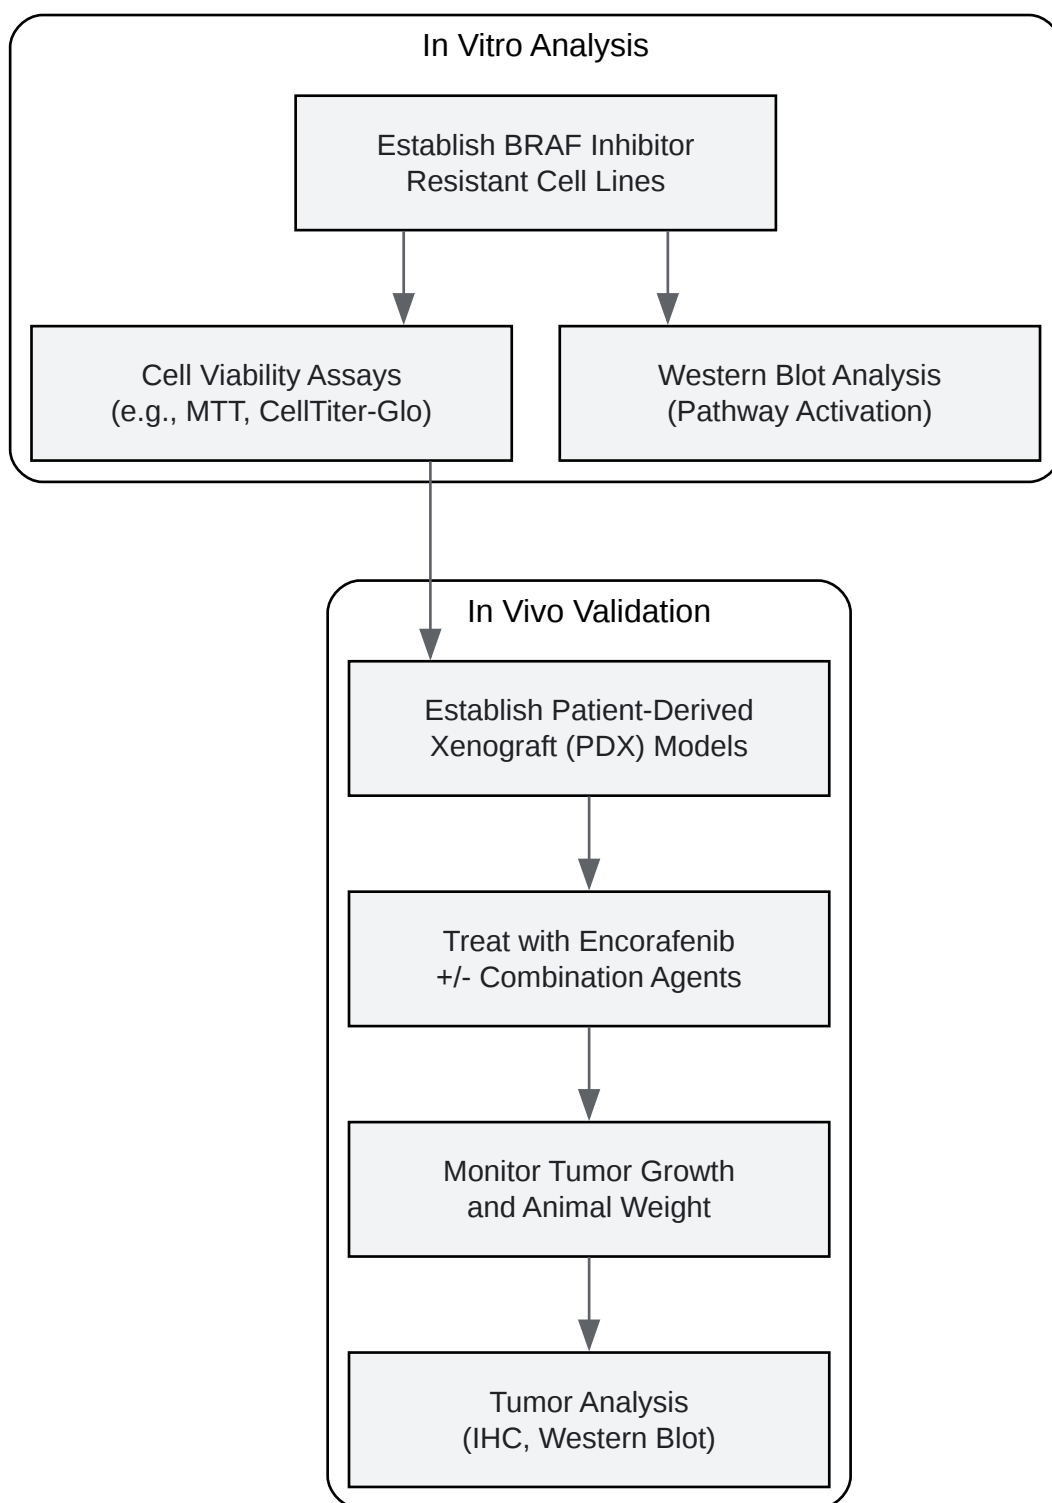 In Vitro Analysis
Establish BRAF Inhibitor
Resistant Cell Lines
Cell Viability Assays
(e.g., MTT, CellTiter-Glo)
Western Blot Analysis
(Pathway Activation)
In Vivo Validation
Establish Patient-Derived
Xenograft (PDX) Models
Treat with Encorafenib
+/- Combination Agents
Monitor Tumor Growth
and Animal Weight
Tumor Analysis
(IHC, Western Blot)